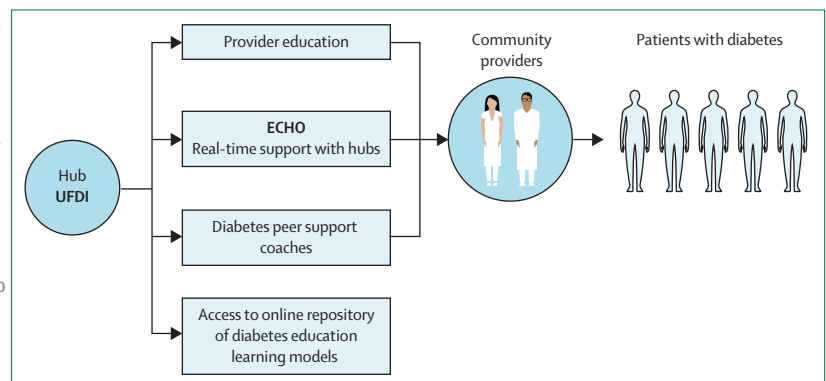 Provider education
Community
providers
Patients with diabetes
ECHO
Real-time support with hubs
Hub
UFDI
Diabetes peer support
coaches
Access to online repository
of diabetes education
learning models